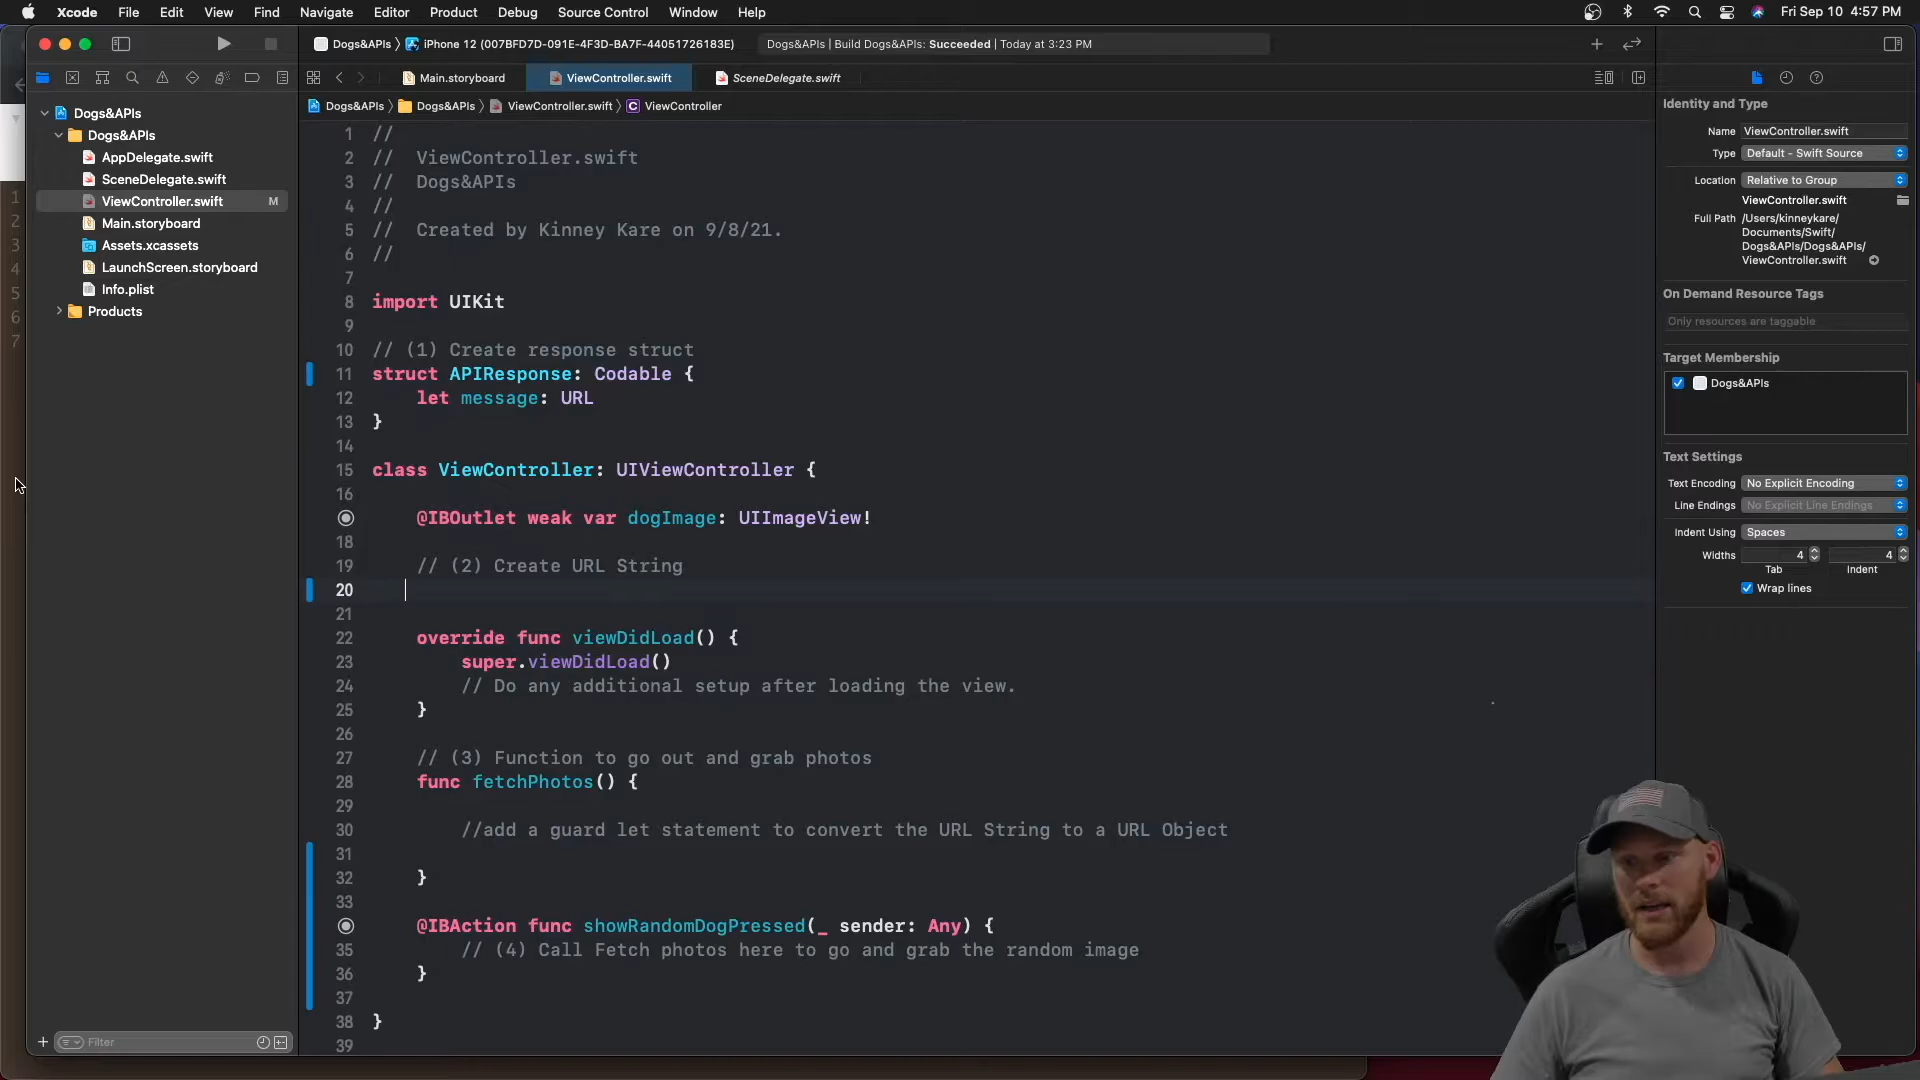 Xcode File Edit View Find Navigate Editor Product Debug Source Control Window Help Fri Sep 10 4:57 PM
Dogs&APIs iPhone 12 (007BFD7D-091E-4F3D-BA7F-44051726183E) Dogs&APIs | Build Dogs&APIs: Succeeded | Today at 3:23 PM
Main.storyboard ViewController.swift SceneDelegate.swift
Dogs&APIs Dogs&APIs ViewController.swift C ViewController
Dogs&APIs
Dogs&APIs
AppDelegate.swift
SceneDelegate.swift
ViewController.swift M
Main.storyboard
Assets.xcassets
LaunchScreen.storyboard
Info.plist
Products
Filter
1
2
3
4
5
6
7
1 //
2 // ViewController.swift
3 // Dogs&APIs
4 //
5 // Created by Kinney Kare on 9/8/21.
6 //
7
8 import UIKit
9
10 // (1) Create response struct
11 struct APIResponse: Codable {
12 let message: URL
13 }
14
15 class ViewController: UIViewController {
16
@IBOutlet weak var dogImage: UIImageView!
18
19 // (2) Create URL String
20
21
22 override func viewDidLoad() {
23 super.viewDidLoad()
24 // Do any additional setup after loading the view.
25 }
26
27 // (3) Function to go out and grab photos
28 func fetchPhotos() {
29
30 //add a guard let statement to convert the URL String to a URL Object
31
32 }
33
@IBAction func showRandomDogPressed(_ sender: Any) {
35 // (4) Call Fetch photos here to go and grab the random image
36 }
37
38 }
39
Identity and Type
Name ViewController.swift
Type Default - Swift Source
Location Relative to Group
ViewController.swift
Full Path /Users/kinneykare/
Documents/Swift/
Dogs&APIs/Dogs&APIs/
ViewController.swift
On Demand Resource Tags
Only resources are taggable
Target Membership
Dogs&APIs
Text Settings
Text Encoding No Explicit Encoding
Line Endings No Explicit Line Endings
Indent Using Spaces
Widths 4 4
Tab Indent
Wrap lines